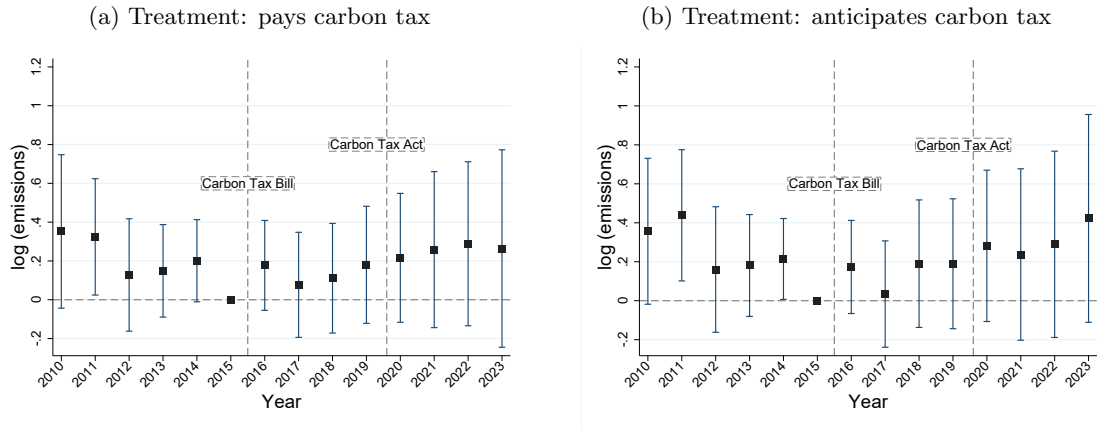 (a) Treatment: pays carbon tax
1.2
1
.8
.6
.4
.2
0
-.2
log (emissions)
Carbon Tax Act
Carbon Tax Bill
2010 2011 2012 2013 2014 2015 2016 2017 2018 2019 2020 2021 2022 2023
Year
(b) Treatment: anticipates carbon tax
1.2
1
.8
.6
.4
.2
0
-.2
log (emissions)
Carbon Tax Act
Carbon Tax Bill
2010 2011 2012 2013 2014 2015 2016 2017 2018 2019 2020 2021 2022 2023
Year